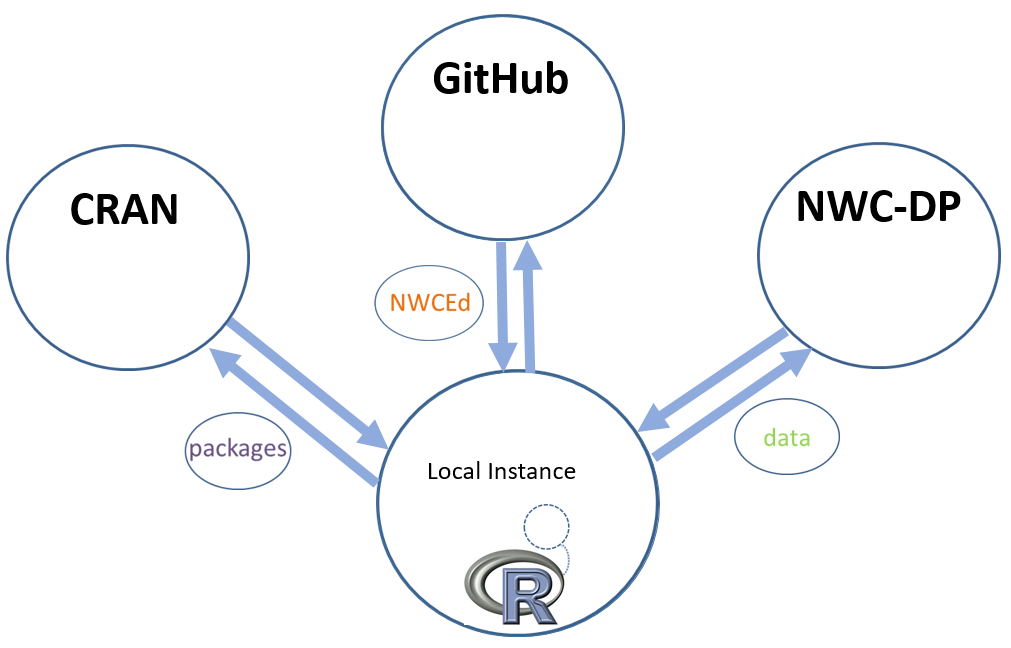 GitHub
CRAN
NWC-DP
NWCEd
packages
data
Local Instance
R